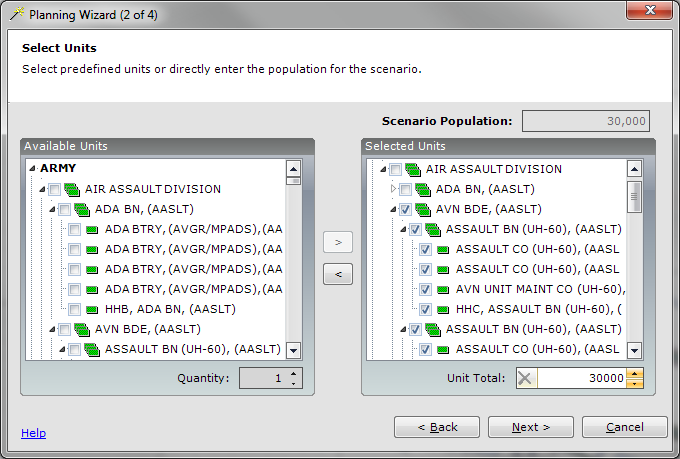 Planning Wizard (2 of 4)
Select Units
Select predefined units or directly enter the population for the scenario.
Scenario Population: 30,000
Available Units
ARMY
AIR ASSAULT DIVISION
ADA BN, (AASLT)
ADA BTRY, (AVGR/MPADS),(AA
ADA BTRY, (AVGR/MPADS),(AA
ADA BTRY, (AVGR/MPADS),(AA
ADA BTRY, (AVGR/MPADS),(AA
HHB, ADA BN, (AASLT)
AVN BDE, (AASLT)
ASSAULT BN (UH-60), (AASLT)
Quantity: 1
>
<
Selected Units
AIR ASSAULT DIVISION
ADA BN, (AASLT)
AVN BDE, (AASLT)
ASSAULT BN (UH-60), (AASLT)
ASSAULT CO (UH-60), (AASL
ASSAULT CO (UH-60), (AASL
AVN UNIT MAINT CO (UH-60),
HHC, ASSAULT BN (UH-60), (
ASSAULT BN (UH-60), (AASLT)
ASSAULT CO (UH-60), (AASL
Unit Total: 30000
Help
< Back
Next >
Cancel